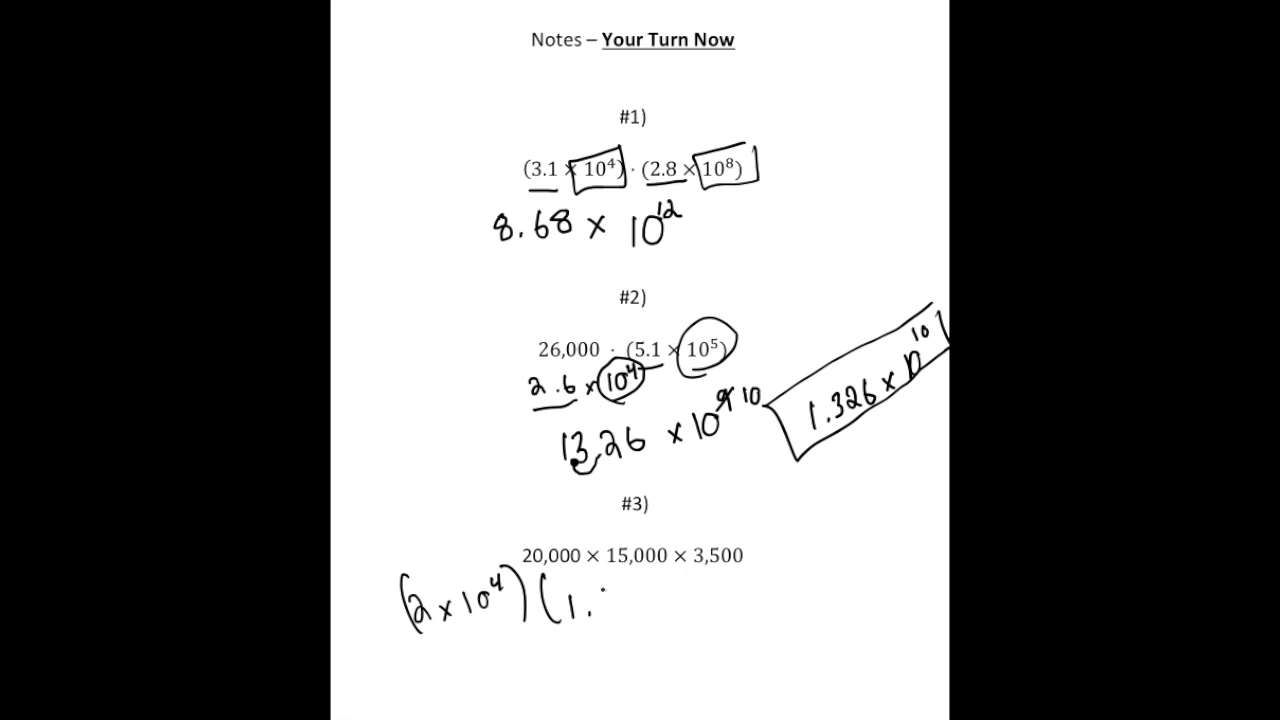 Notes – Your Turn Now
#1)
(3.1 × 10⁴) · (2.8 × 10⁸)
8.68 × 10¹²
#2)
26,000 · (5.1 × 10⁵)
2.6 × 10⁴
13.26 × 10⁹ 10
1.326 × 10¹⁰
#3)
20,000 × 15,000 × 3,500
(2 × 10⁴) (1.